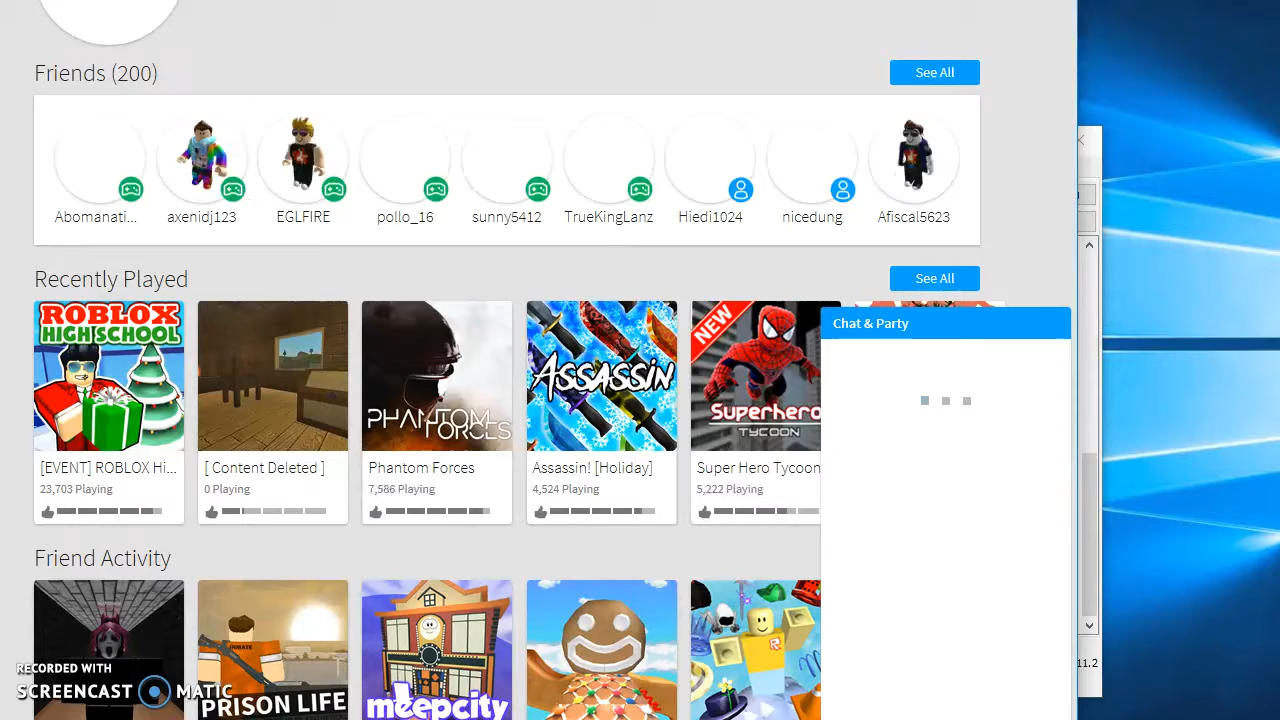 Friends (200)
See All
Abomanati...
axenidj123
EGLFIRE
pollo_16
sunny5412
TrueKingLanz
Hiedi1024
nicedung
Afiscal5623
Recently Played
See All
ROBLOX
HIGH SCHOOL
PHANTOM
FORCES
ASSASSIN
NEW
Superhero
TYCOON
Chat & Party
[EVENT] ROBLOX Hi...
23,703 Playing
[ Content Deleted ]
0 Playing
Phantom Forces
7,586 Playing
Assassin! [Holiday]
4,524 Playing
Super Hero Tycoon
5,222 Playing
Friend Activity
INMATE
PRISON LIFE
meepcity
RECORDED WITH
SCREENCAST MATIC
11.2